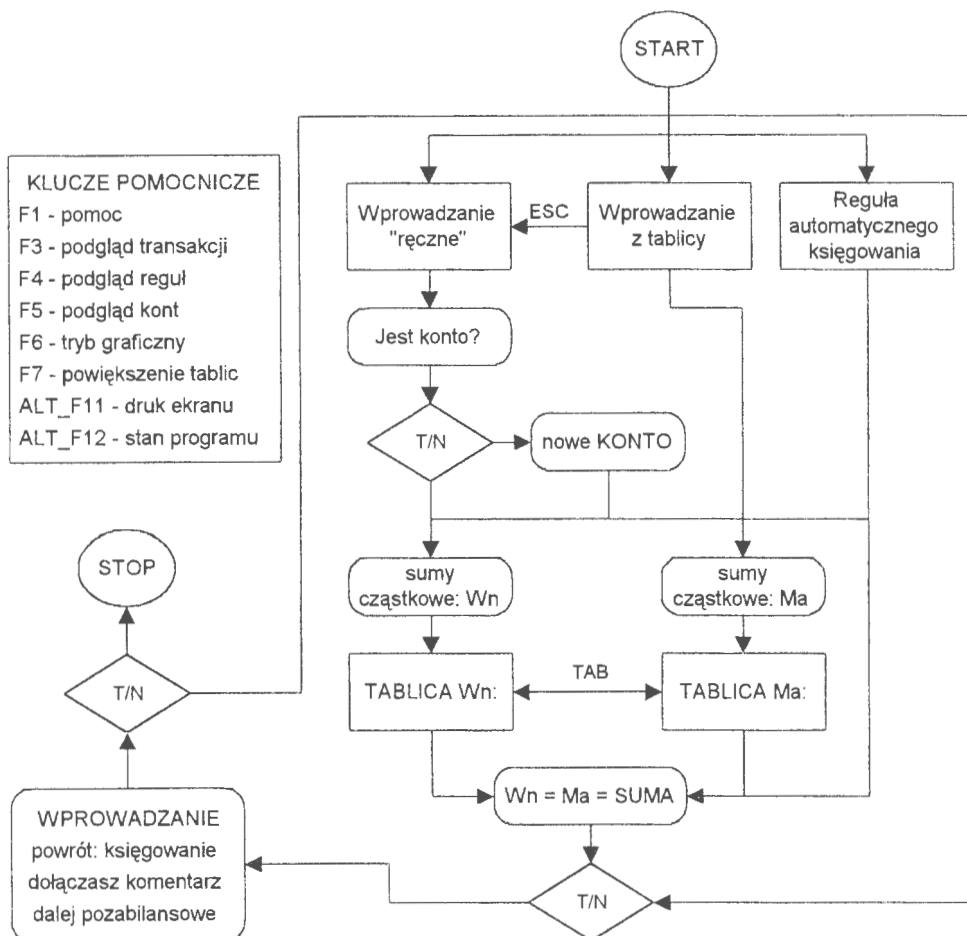 START
KLUCZE POMOCNICZE
F1 - pomoc
F3 - podgląd transakcji
F4 - podgląd reguł
F5 - podgląd kont
F6 - tryb graficzny
F7 - powiększenie tablic
ALT_F11 - druk ekranu
ALT_F12 - stan programu
Wprowadzanie
"ręczne"
ESC
Wprowadzanie
z tablicy
Reguła
automatycznego
księgowania
Jest konto?
T/N
nowe KONTO
STOP
sumy
cząstkowe: Wn
sumy
cząstkowe: Ma
T/N
TABLICA Wn:
TAB
TABLICA Ma:
Wn = Ma = SUMA
WPROWADZANIE
powrót: księgowanie
dołączasz komentarz
dalej pozabilansowe
T/N